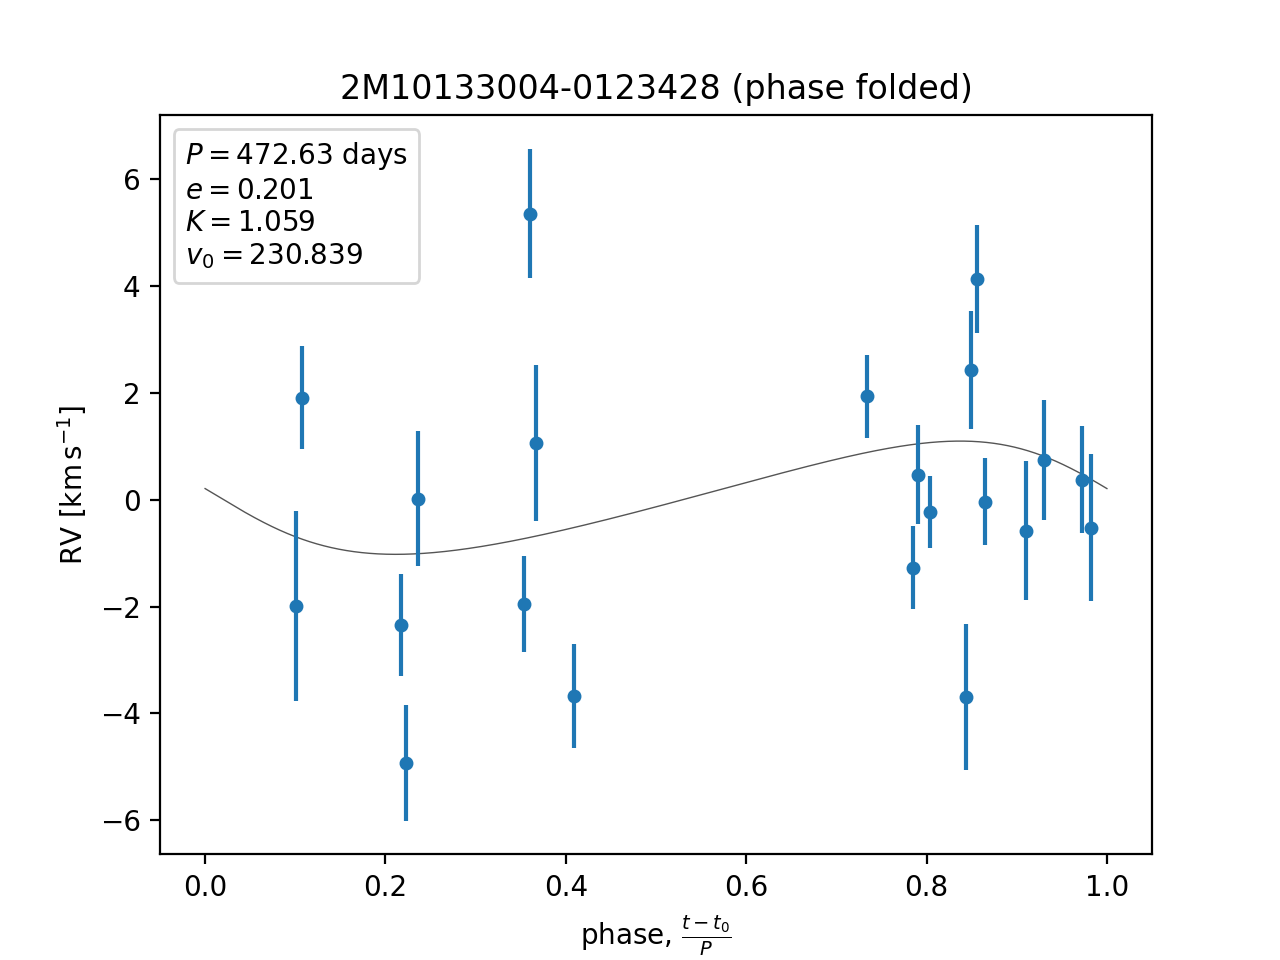 2M10133004-0123428 (phase folded)
P = 472.63 days
e = 0.201
K = 1.059
v₀ = 230.839
6
4
2
0
−2
−4
−6
RV [km s⁻¹]
0.0 0.2 0.4 0.6 0.8 1.0
phase, (t − t₀)/P